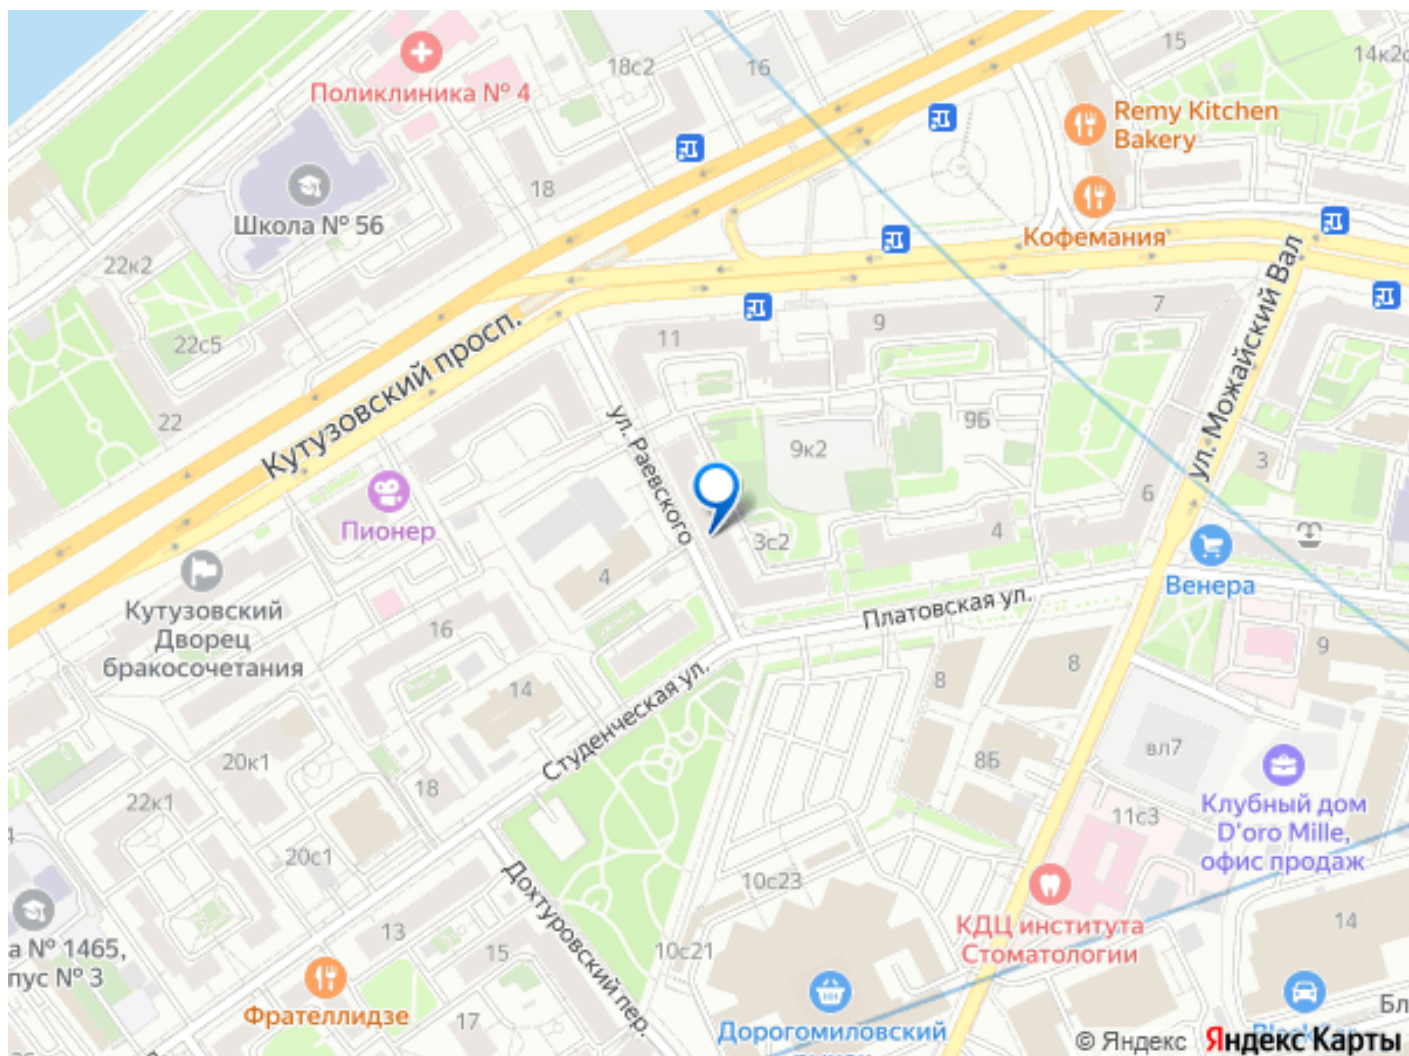 15
14к2с
18с2
16
Поликлиника № 4
Remy Kitchen
Bakery
18
Школа № 56
Кофемания
22к2
22с5
22
Кутузовский просп.
11
9
7
ул. Можайский Вал
ул. Раевского
9Б
9к2
3
6
Пионер
3с2
4
4
Венера
Кутузовский
Дворец
бракосочетания
16
Платовская ул.
14
8
8
9
Студенческая ул.
20к1
18
8Б
вл7
22к1
Клубный дом
D'oro Mille,
офис продаж
11с3
20с1
Дохтуровский пер.
10с23
КДЦ института
Стоматологии
14
13
15
10с21
а № 1465,
пус № 3
Фрателлидзе
17
Дорогомиловский
Бл
© Яндекс Яндекс Карты